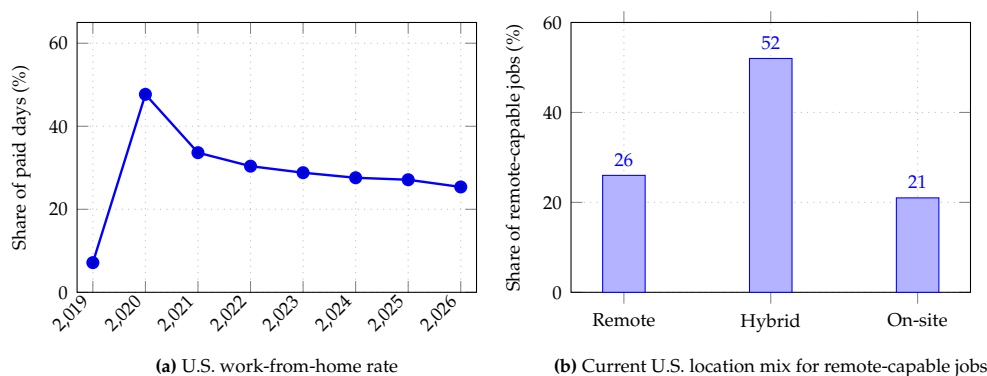 Share of paid days (%)
60
40
20
0
2,019
2,020
2,021
2,022
2,023
2,024
2,025
2,026
(a) U.S. work-from-home rate
Share of remote-capable jobs (%)
60
40
20
0
26
52
21
Remote
Hybrid
On-site
(b) Current U.S. location mix for remote-capable jobs